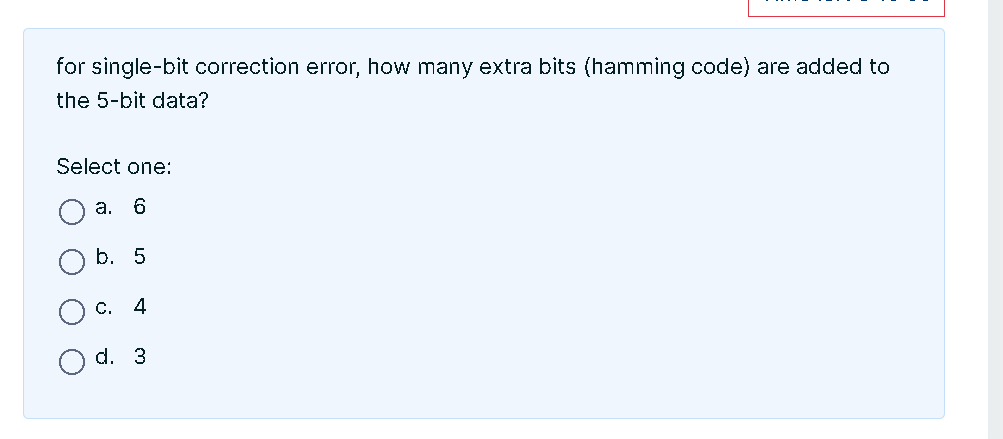 for single-bit correction error, how many extra bits (hamming code) are added to
the 5-bit data?
Select one:
a. 6
b. 5
c. 4
d. 3